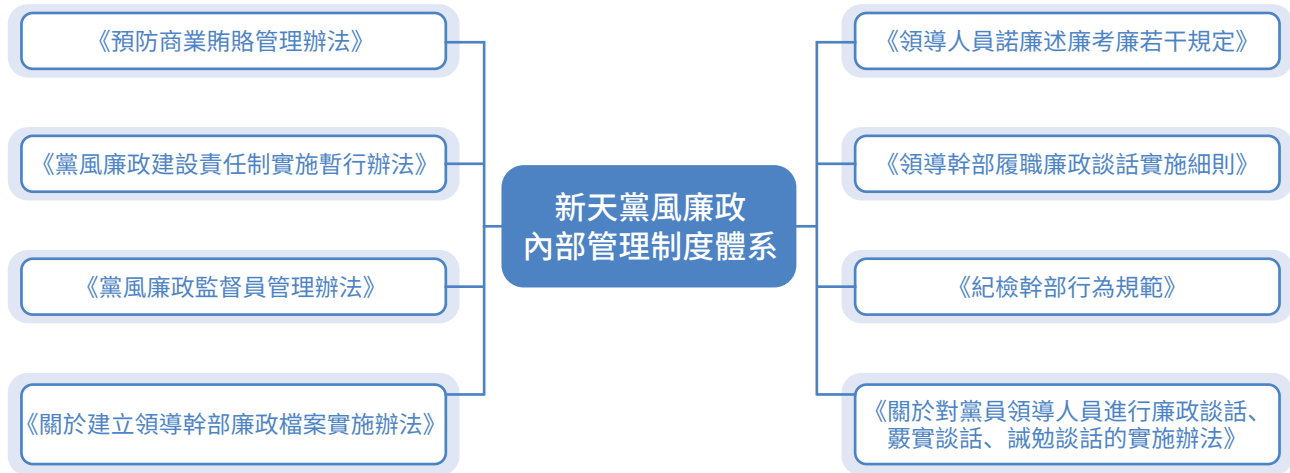 《預防商業賄賂管理辦法》
《黨風廉政建設責任制實施暫行辦法》
《黨風廉政監督員管理辦法》
《關於建立領導幹部廉政檔案實施辦法》
新天黨風廉政
內部管理制度體系
《領導人員諾廉述廉考廉若干規定》
《領導幹部履職廉政談話實施細則》
《紀檢幹部行為規範》
《關於對黨員領導人員進行廉政談話、
覈實談話、誡勉談話的實施辦法》